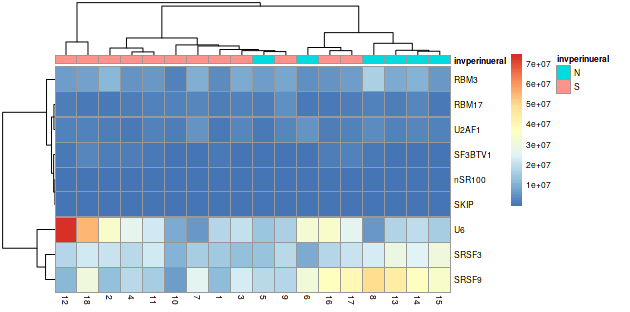 invperinueral
RBM3
RBM17
U2AF1
SF3BTV1
nSR100
SKIP
U6
SRSF3
SRSF9
12 18 2 4 11 10 7 1 3 5 9 6 16 17 8 13 14 15
7e+07
6e+07
5e+07
4e+07
3e+07
2e+07
1e+07
invperinueral
N
S